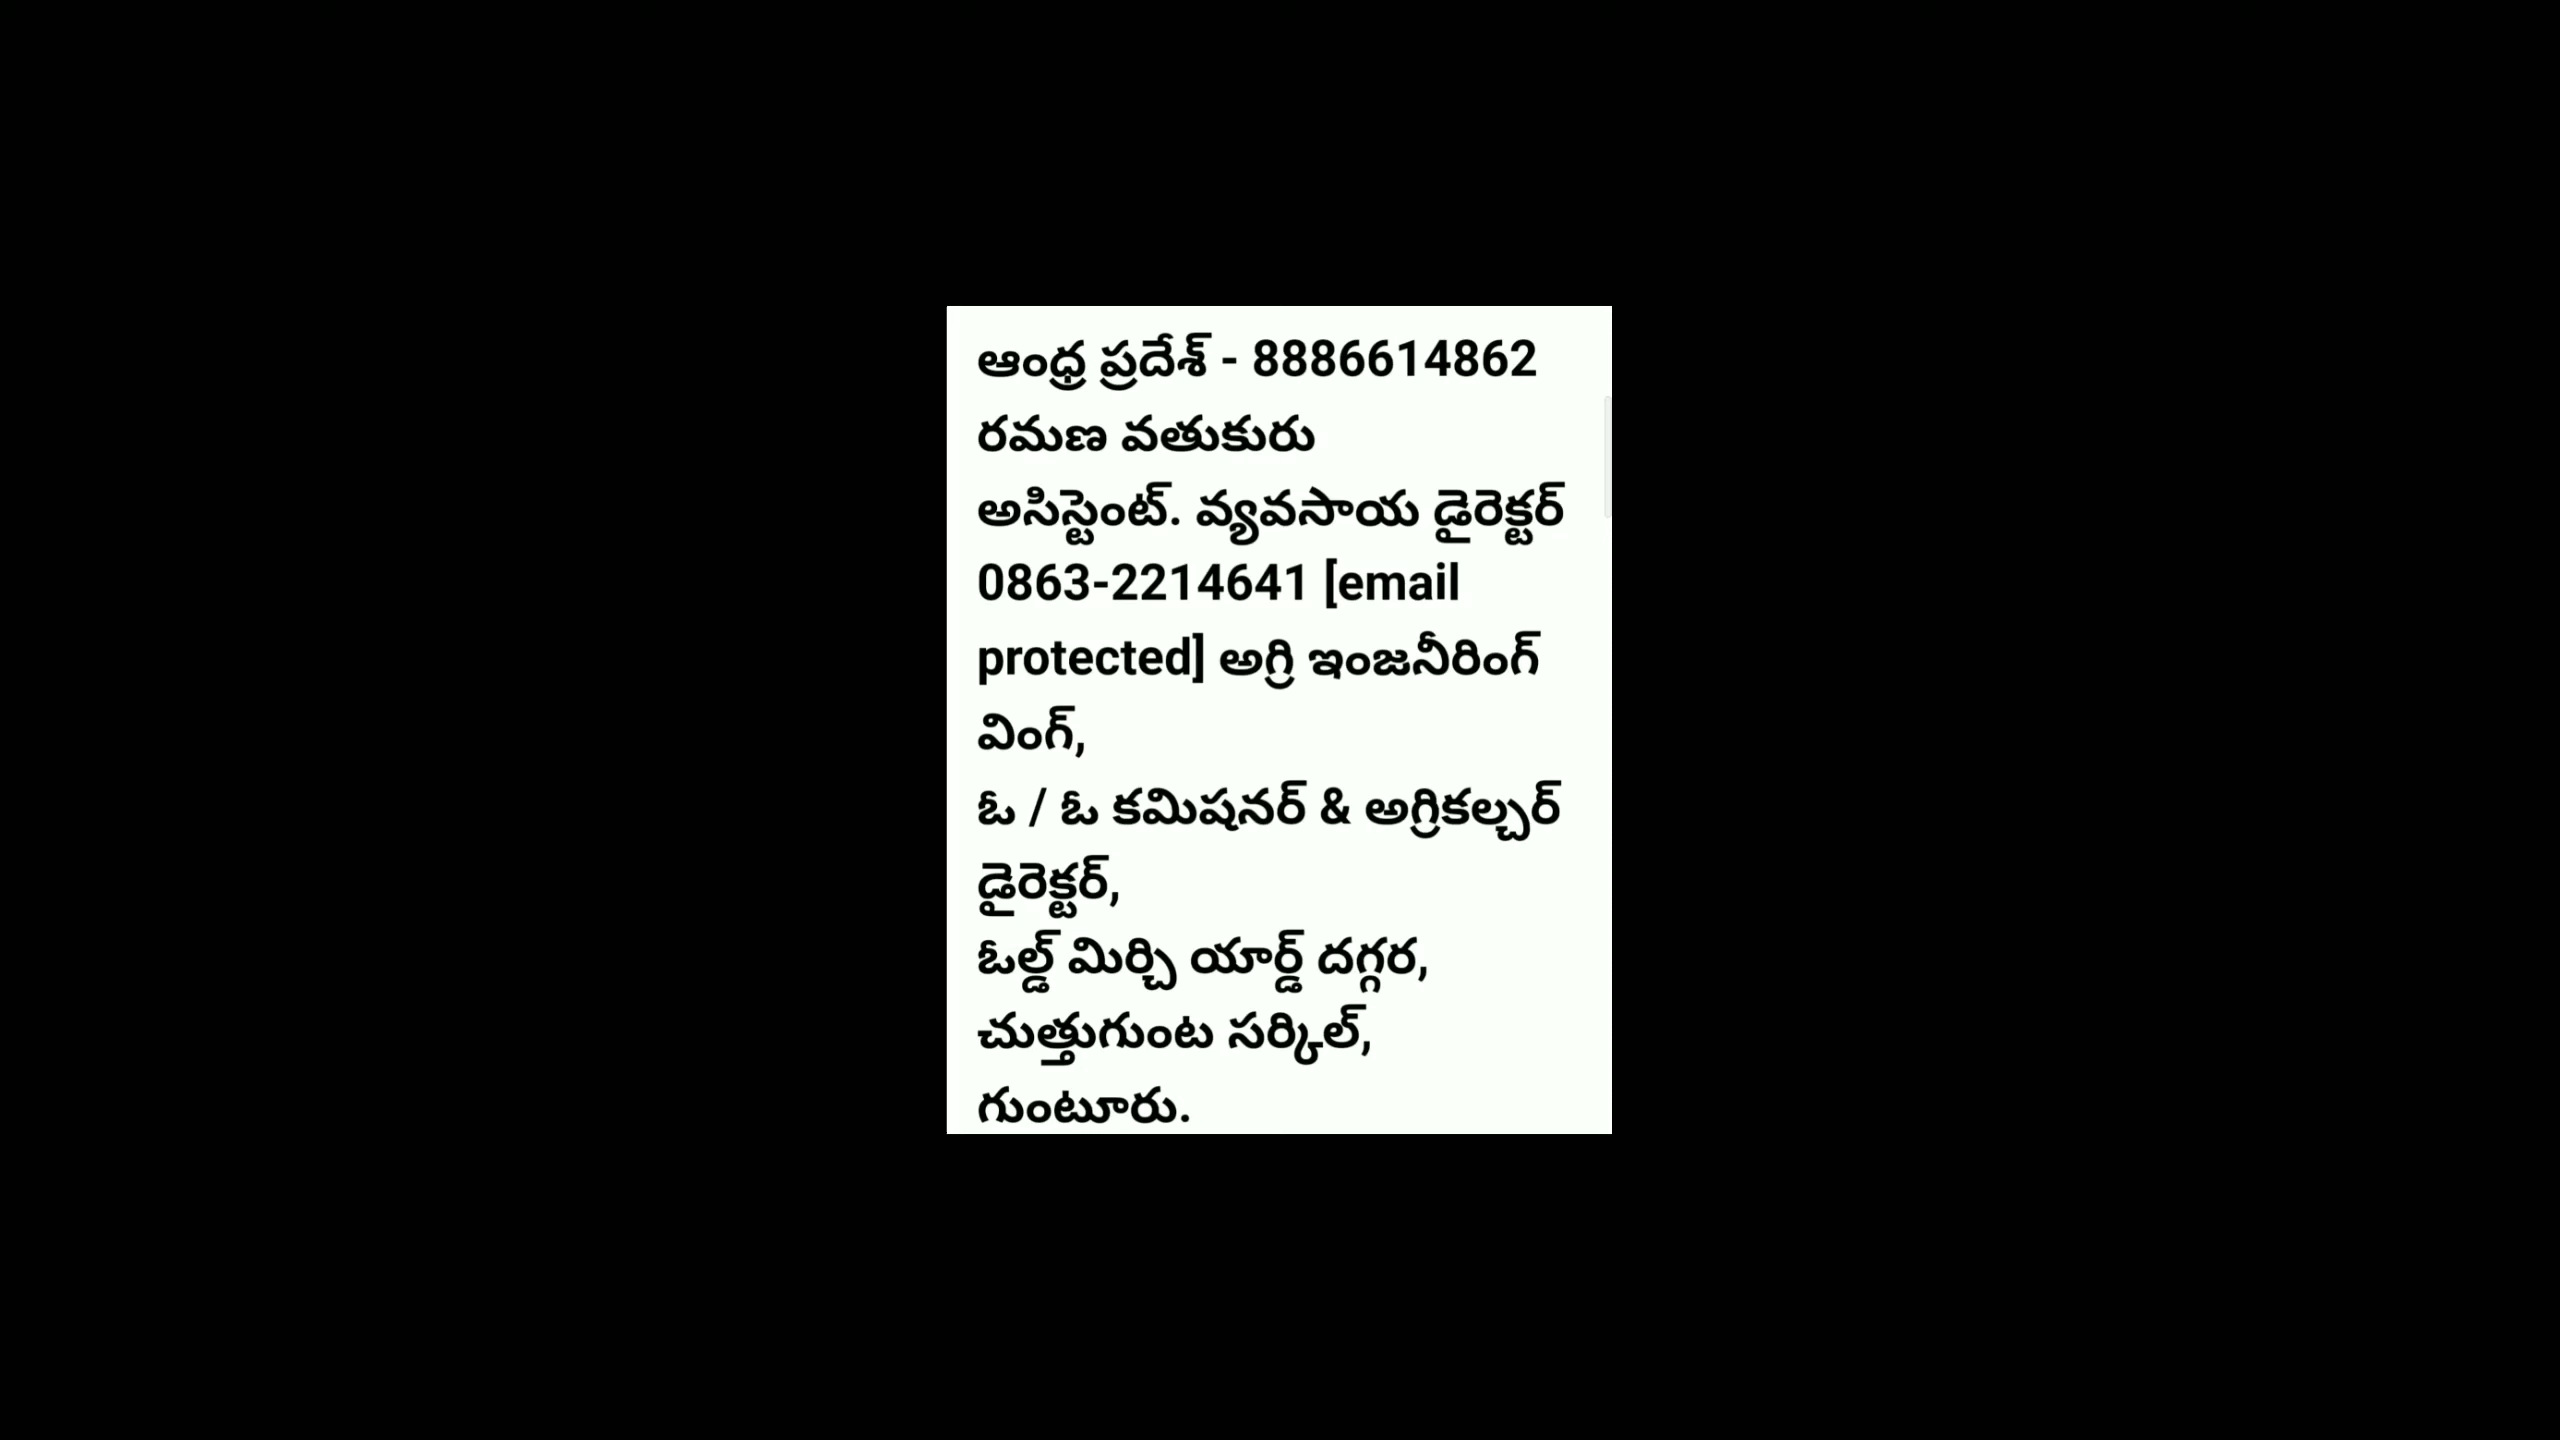 ఆంధ్ర ప్రదేశ్ - 8886614862
రమణ వతుకురు
అసిస్టెంట్. వ్యవసాయ డైరెక్టర్
0863-2214641 [email
protected] అగ్రి ఇంజనీరింగ్
వింగ్,
ఓ / ఓ కమిషనర్ & అగ్రికల్చర్
డైరెక్టర్,
ఓల్డ్ మిర్చి యార్డ్ దగ్గర,
చుత్తుగుంట సర్కిల్,
గుంటూరు.